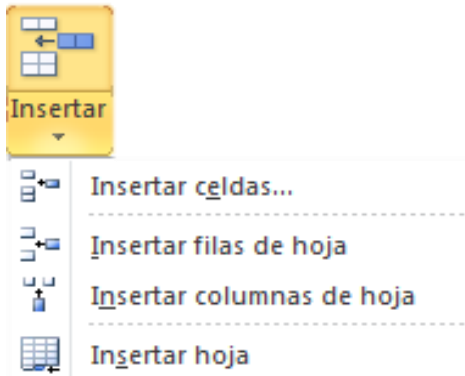 Insertar
Insertar celdas...
Insertar filas de hoja
Insertar columnas de hoja
Insertar hoja